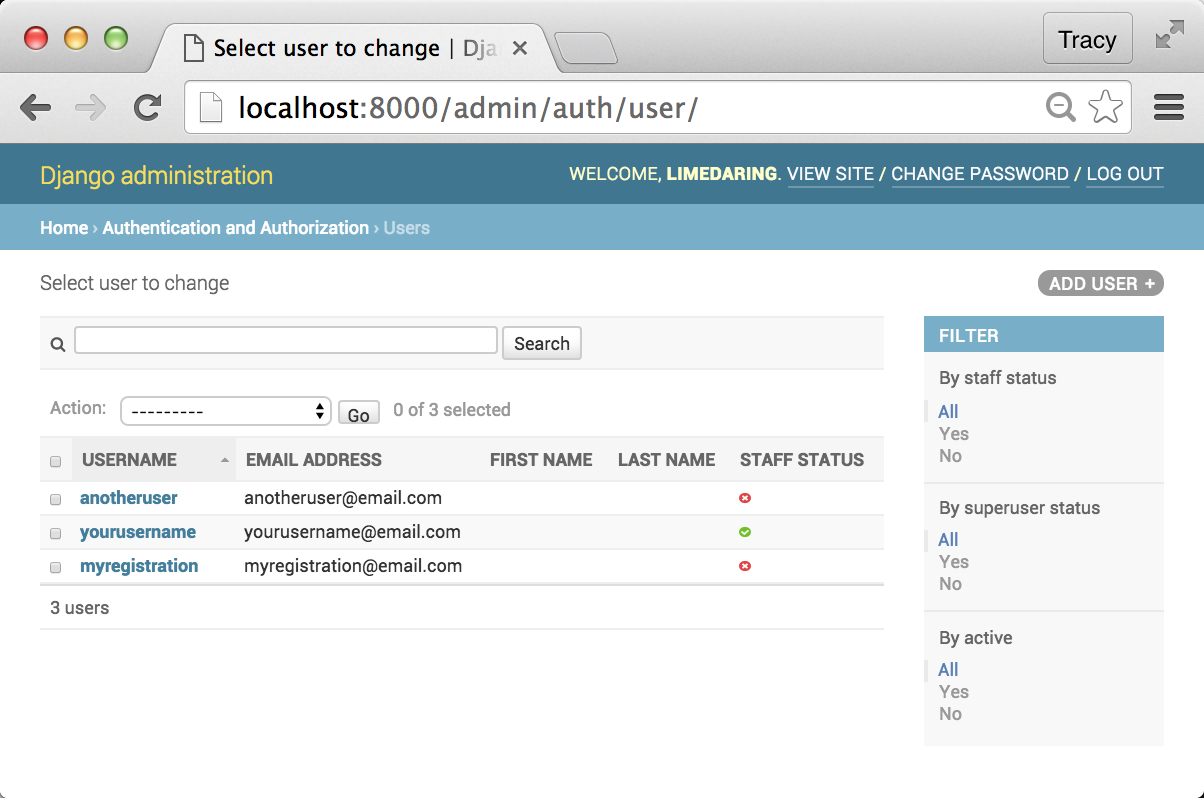 Select user to change | Dja
Tracy
localhost:8000/admin/auth/user/
Django administration
WELCOME, LIMEDARING. VIEW SITE / CHANGE PASSWORD / LOG OUT
Home › Authentication and Authorization › Users
Select user to change
ADD USER +
Search
Action: --------- Go 0 of 3 selected
USERNAME EMAIL ADDRESS FIRST NAME LAST NAME STAFF STATUS
anotheruser anotheruser@email.com
yourusername yourusername@email.com
myregistration myregistration@email.com
3 users
FILTER
By staff status
All
Yes
No
By superuser status
All
Yes
No
By active
All
Yes
No